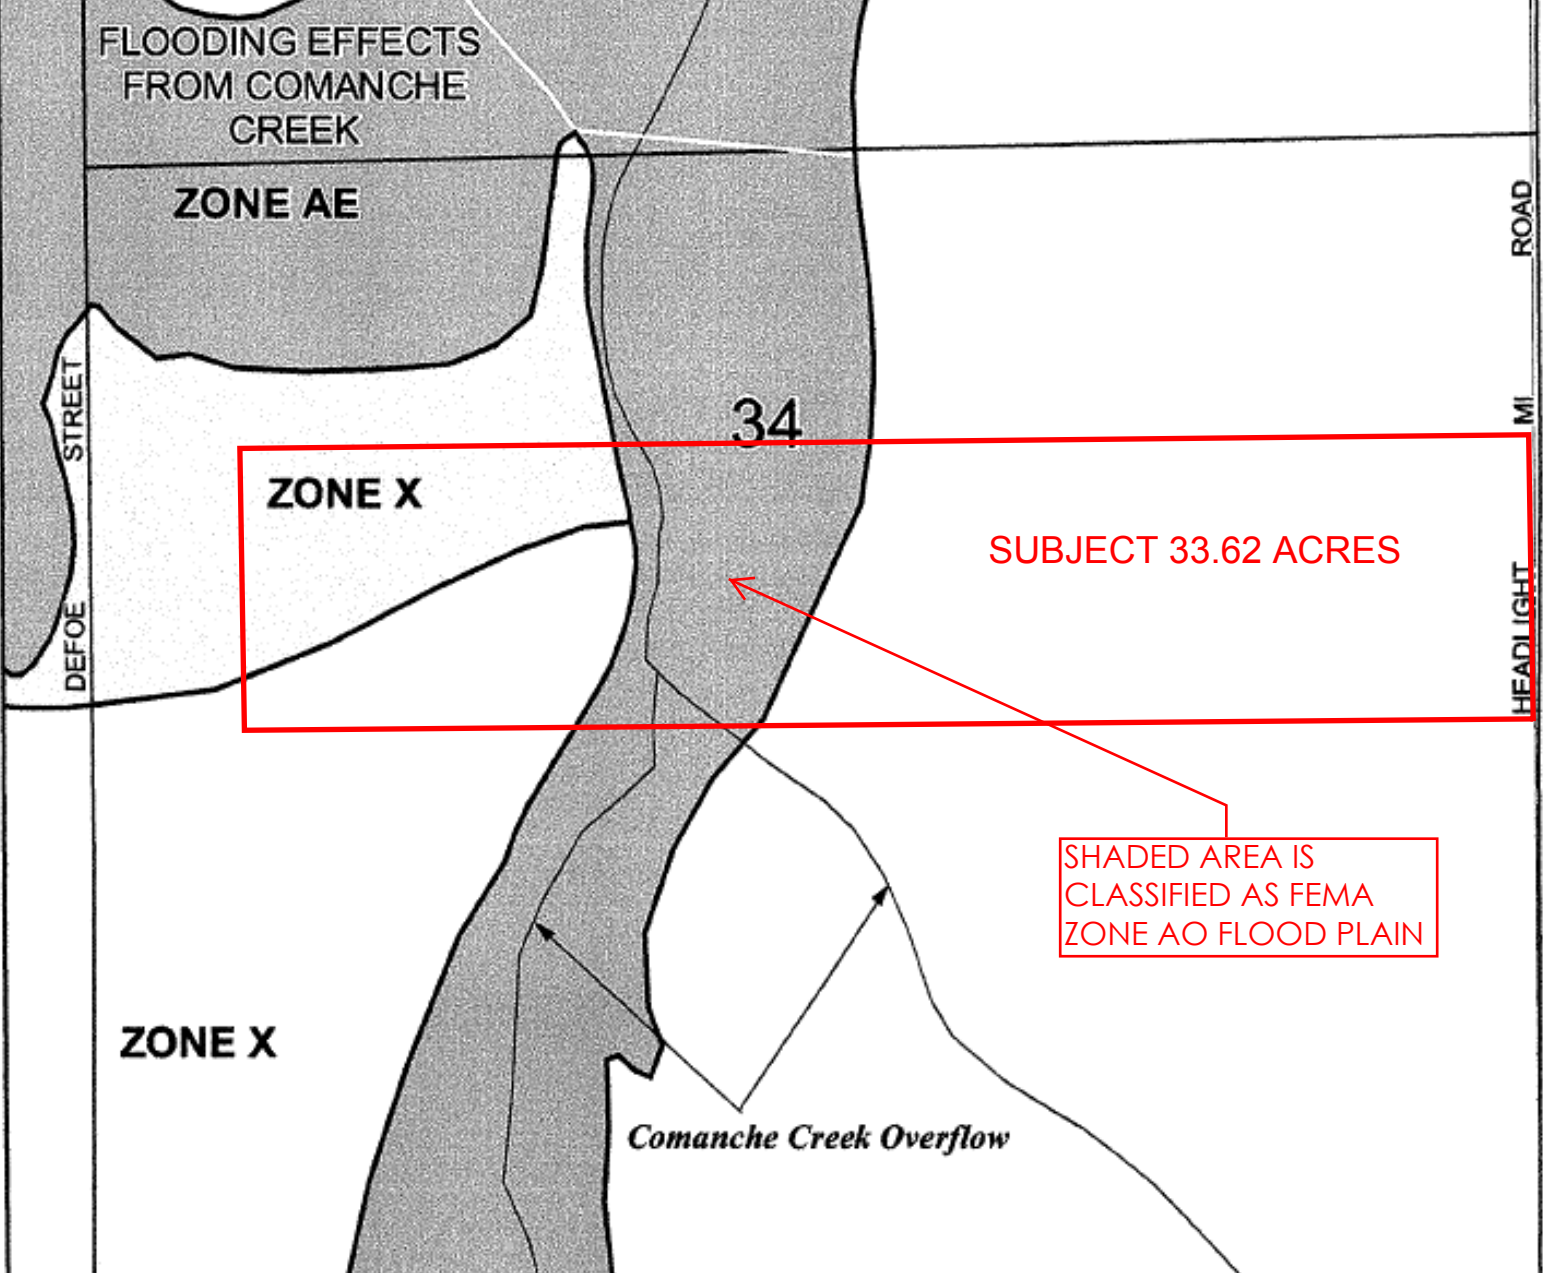 FLOODING EFFECTS
FROM COMANCHE
CREEK
ZONE AE
ROAD
MI
STREET
34
ZONE X
SUBJECT 33.62 ACRES
HEADLIGHT
DEFOE
SHADED AREA IS
CLASSIFIED AS FEMA
ZONE AO FLOOD PLAIN
ZONE X
Comanche Creek Overflow